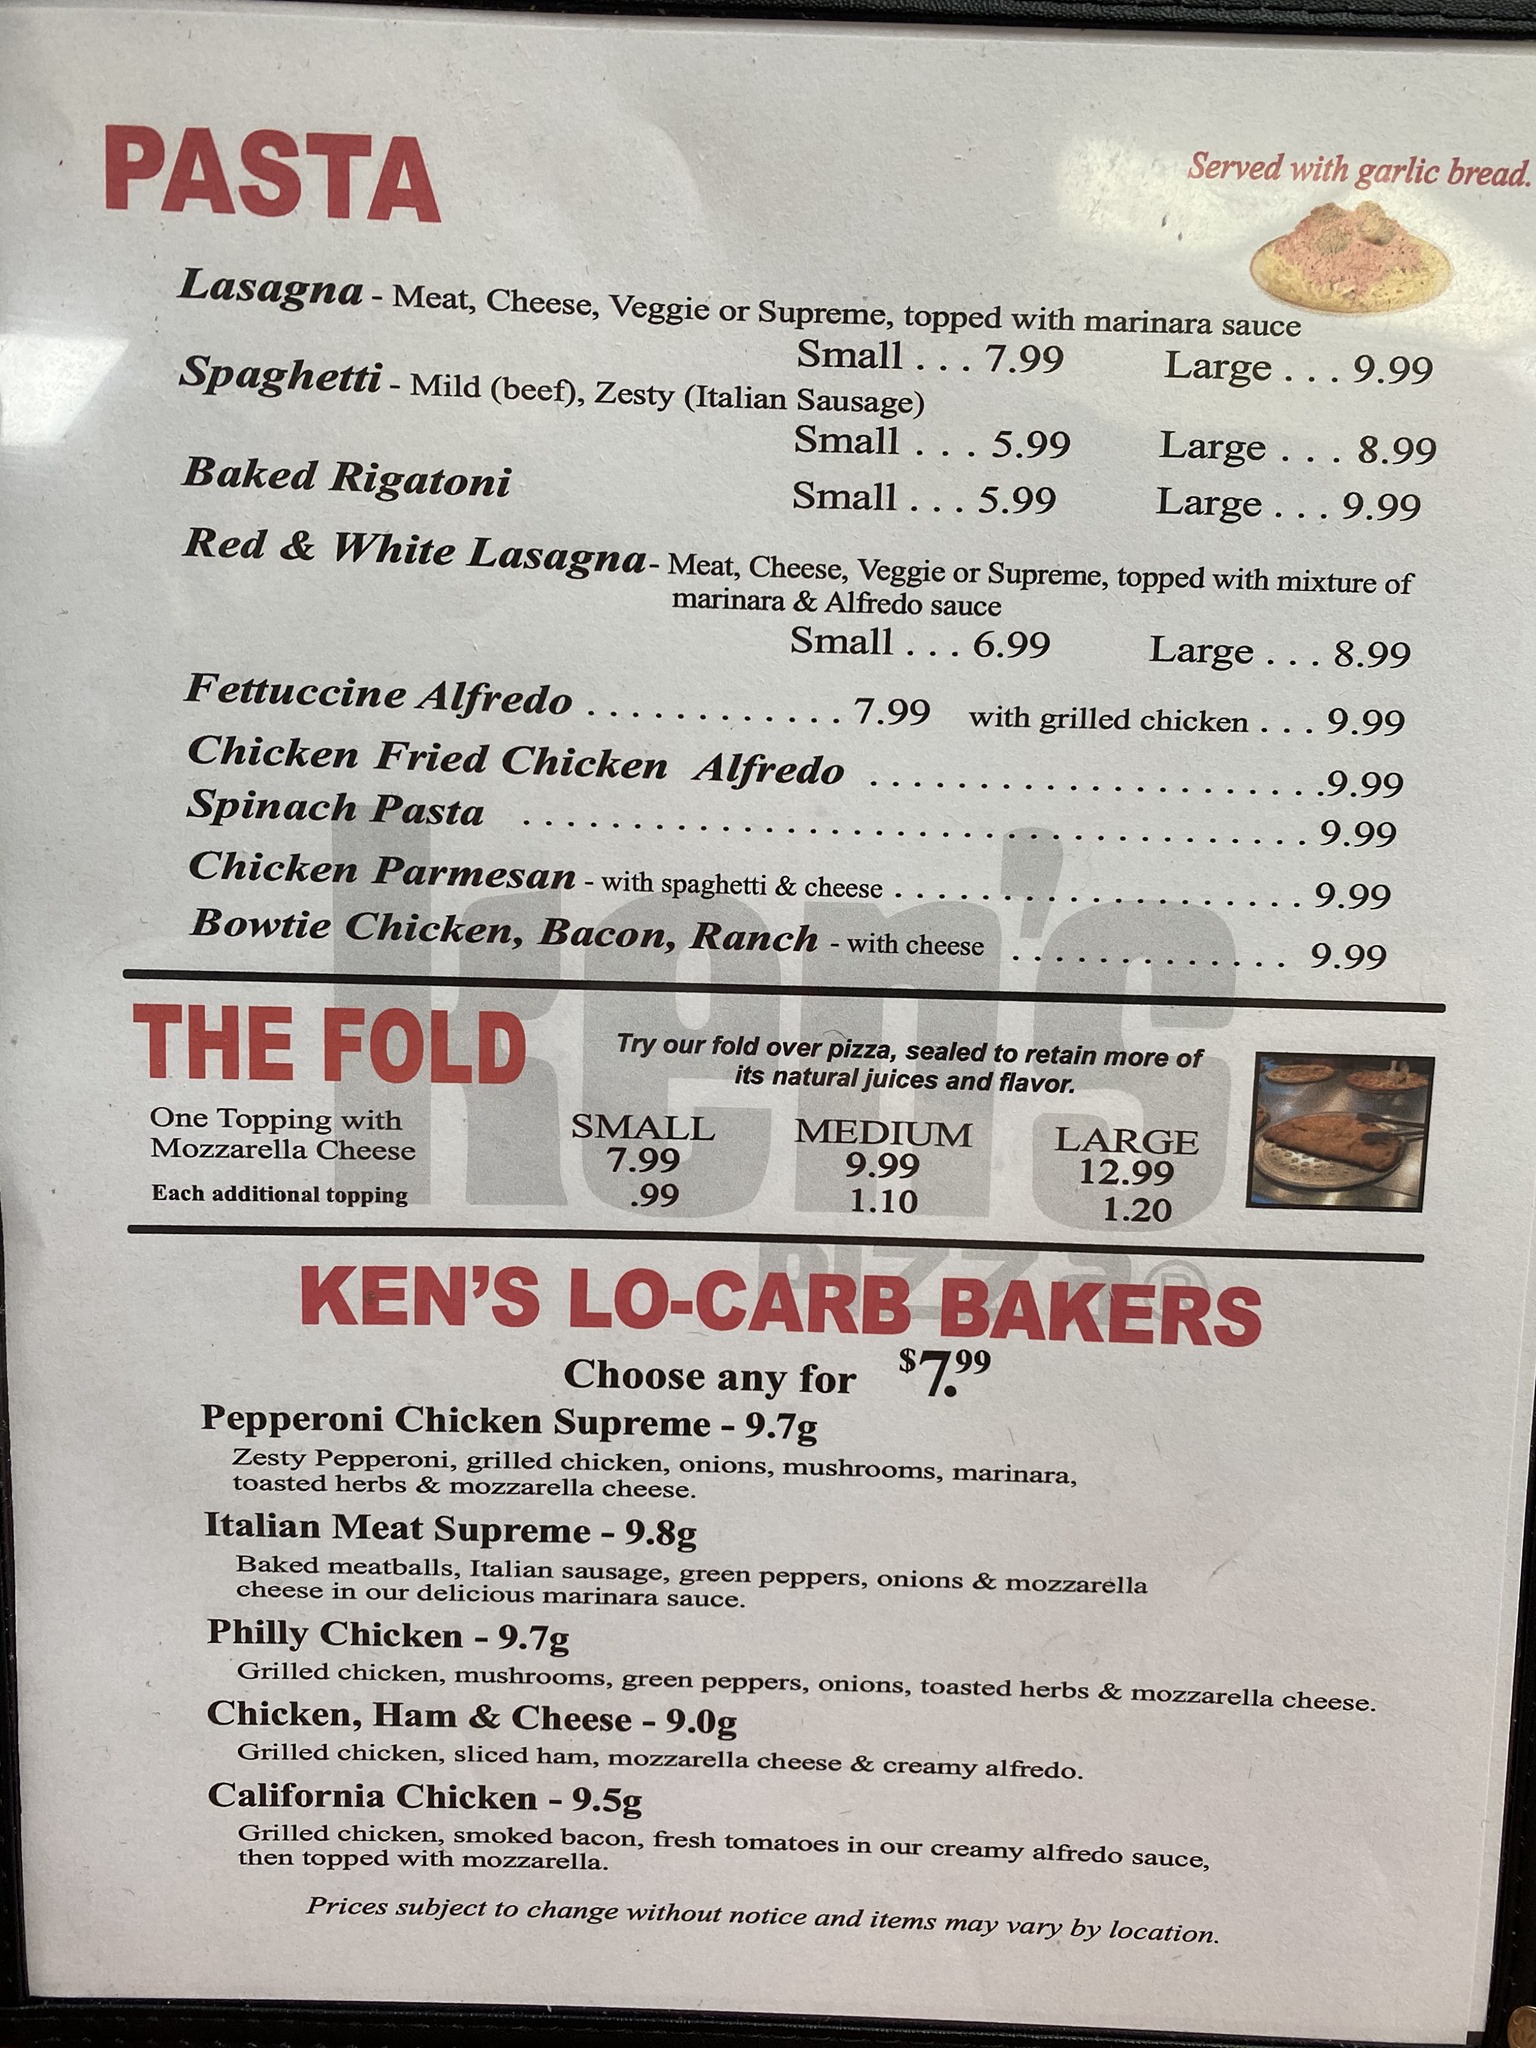 PASTA
Served with garlic bread.
Lasagna - Meat, Cheese, Veggie or Supreme, topped with marinara sauce
Small . . . 7.99 Large . . . 9.99
Spaghetti - Mild (beef), Zesty (Italian Sausage)
Small . . . 5.99 Large . . . 8.99
Baked Rigatoni Small . . . 5.99 Large . . . 9.99
Red & White Lasagna- Meat, Cheese, Veggie or Supreme, topped with mixture of
marinara & Alfredo sauce
Small . . . 6.99 Large . . . 8.99
Fettuccine Alfredo . . . . . . . . . . . . 7.99 with grilled chicken . . . 9.99
Chicken Fried Chicken Alfredo . . . . . . . . . . . . . . . . . . . . .9.99
Spinach Pasta . . . . . . . . . . . . . . . . . . . . . . . . . . . . . . . . . . . 9.99
Chicken Parmesan - with spaghetti & cheese . . . . . . . . . . . . . . . . . . 9.99
Bowtie Chicken, Bacon, Ranch - with cheese . . . . . . . . . . . . . 9.99
ken's
pizza®
THE FOLD
Try our fold over pizza, sealed to retain more of
its natural juices and flavor.
One Topping with SMALL MEDIUM LARGE
Mozzarella Cheese 7.99 9.99 12.99
Each additional topping .99 1.10 1.20
KEN'S LO-CARB BAKERS
Choose any for $7.99
Pepperoni Chicken Supreme - 9.7g
Zesty Pepperoni, grilled chicken, onions, mushrooms, marinara,
toasted herbs & mozzarella cheese.
Italian Meat Supreme - 9.8g
Baked meatballs, Italian sausage, green peppers, onions & mozzarella
cheese in our delicious marinara sauce.
Philly Chicken - 9.7g
Grilled chicken, mushrooms, green peppers, onions, toasted herbs & mozzarella cheese.
Chicken, Ham & Cheese - 9.0g
Grilled chicken, sliced ham, mozzarella cheese & creamy alfredo.
California Chicken - 9.5g
Grilled chicken, smoked bacon, fresh tomatoes in our creamy alfredo sauce,
then topped with mozzarella.
Prices subject to change without notice and items may vary by location.